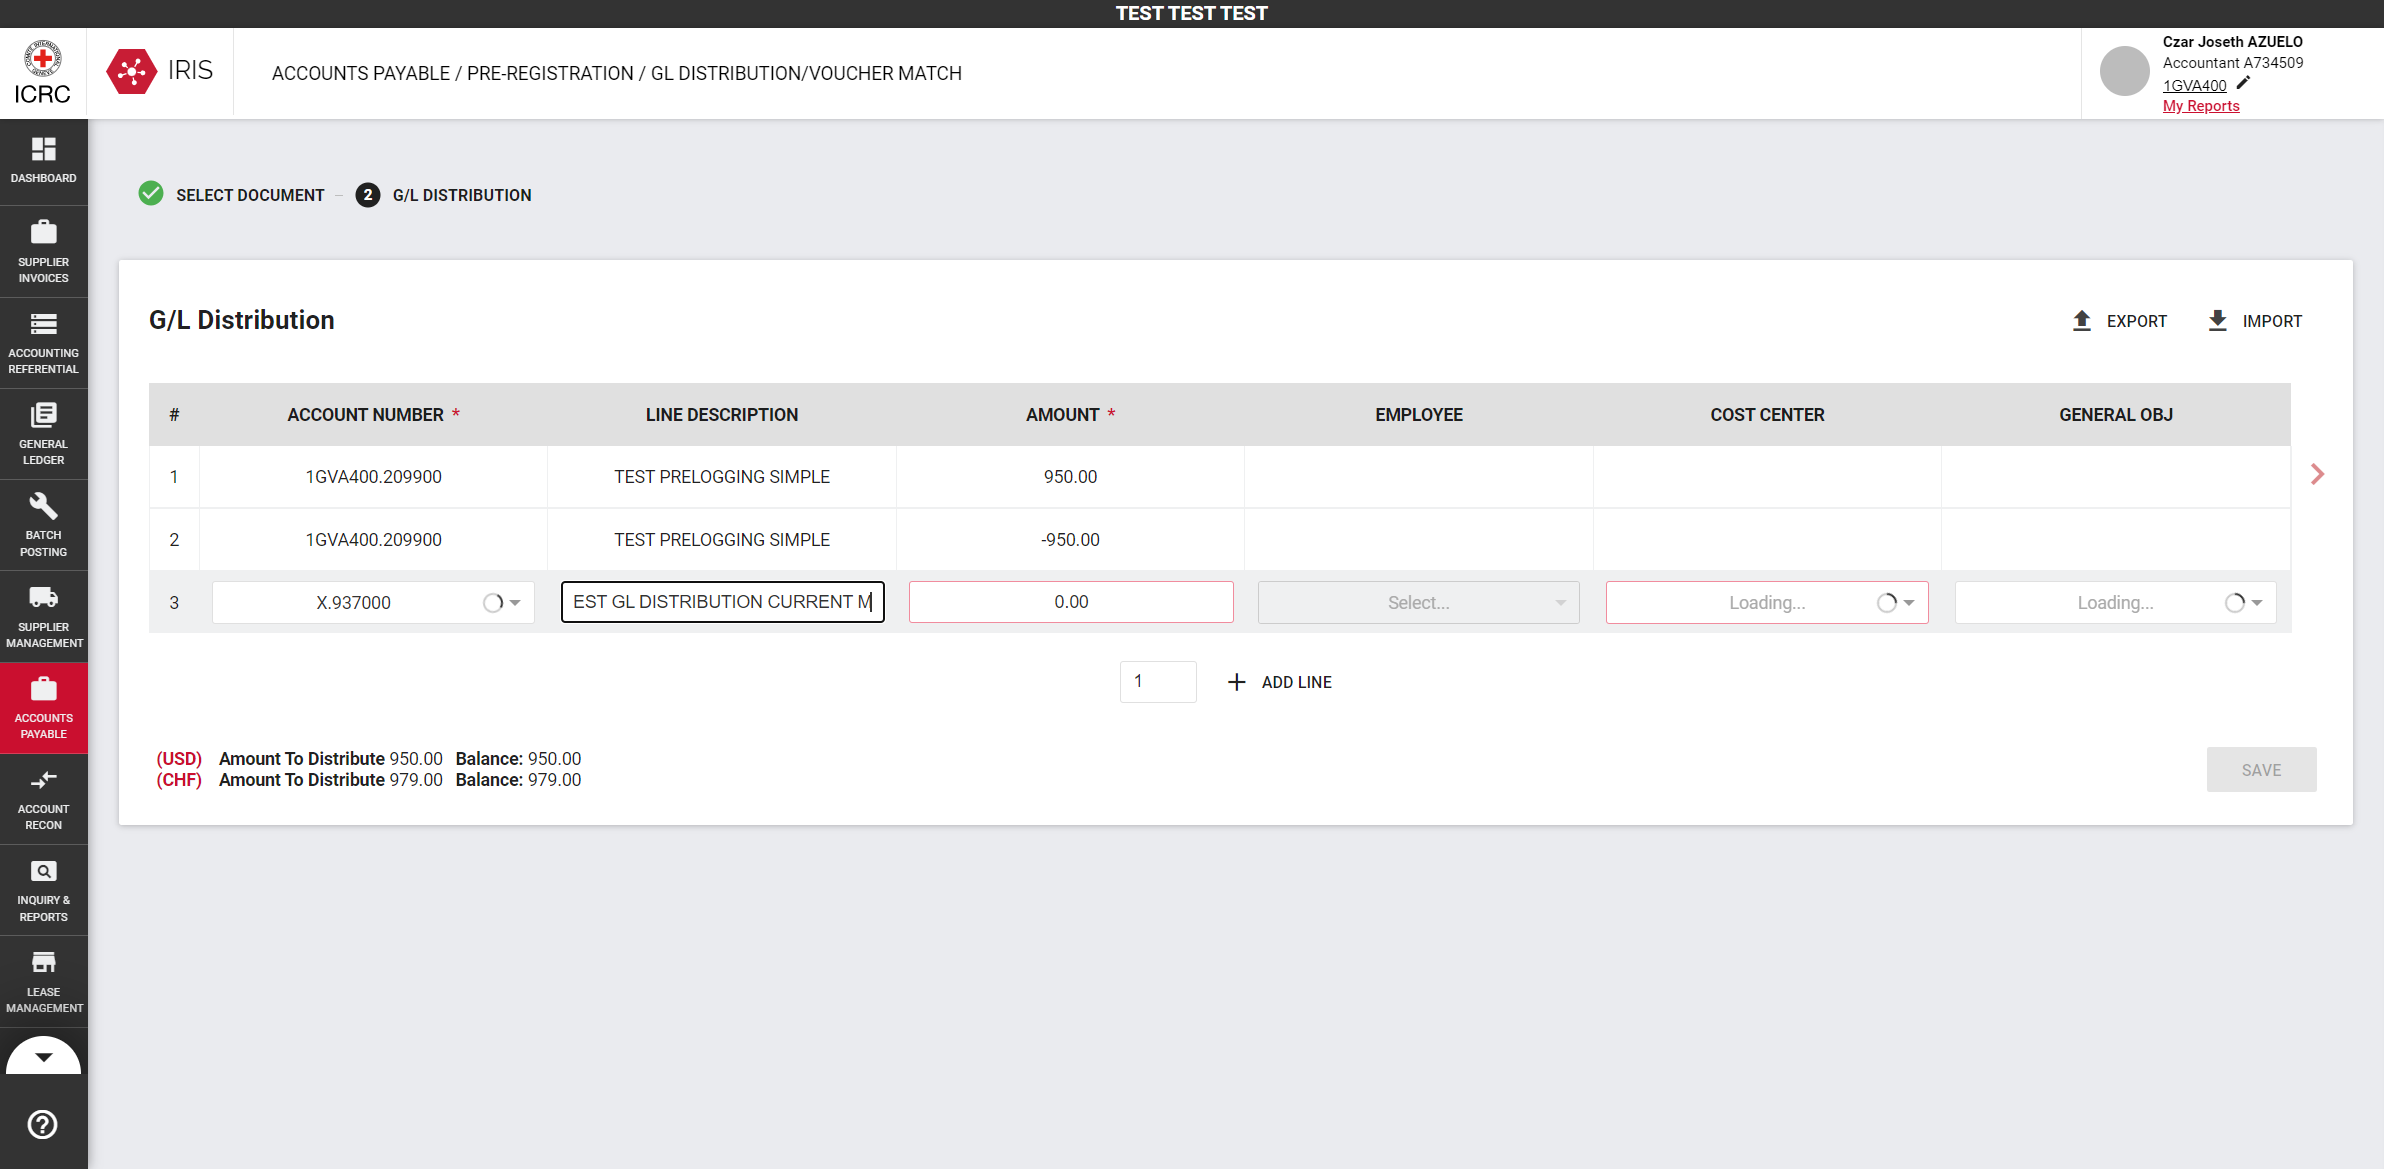 TEST TEST TEST
ICRC
IRIS
ACCOUNTS PAYABLE / PRE-REGISTRATION / GL DISTRIBUTION/VOUCHER MATCH
Czar Joseth AZUELO
Accountant A734509
1GVA400
My Reports
DASHBOARD
SUPPLIER
INVOICES
ACCOUNTING
REFERENTIAL
GENERAL
LEDGER
BATCH
POSTING
SUPPLIER
MANAGEMENT
ACCOUNTS
PAYABLE
ACCOUNT
RECON
INQUIRY &
REPORTS
LEASE
MANAGEMENT
SELECT DOCUMENT – 2 G/L DISTRIBUTION
G/L Distribution
EXPORT IMPORT
# ACCOUNT NUMBER * LINE DESCRIPTION AMOUNT * EMPLOYEE COST CENTER GENERAL OBJ
1 1GVA400.209900 TEST PRELOGGING SIMPLE 950.00
2 1GVA400.209900 TEST PRELOGGING SIMPLE -950.00
3 X.937000 EST GL DISTRIBUTION CURRENT M 0.00 Select... Loading... Loading...
1 + ADD LINE
(USD) Amount To Distribute 950.00 Balance: 950.00
(CHF) Amount To Distribute 979.00 Balance: 979.00
SAVE